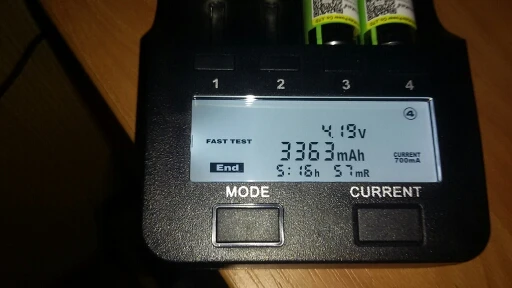 1 2 3 4
4
4.19v
FAST TEST
3363mAh
CURRENT
700mA
End
5:16h 57mR
MODE CURRENT